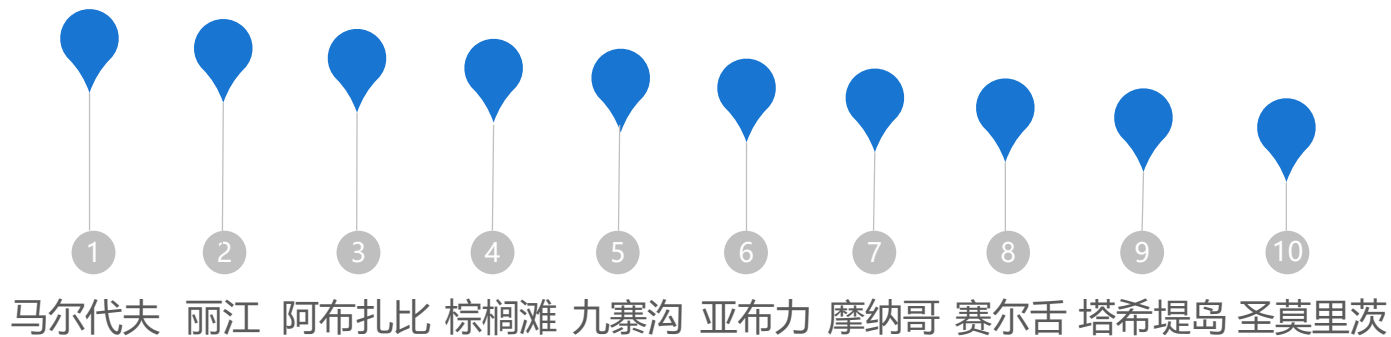 1 2 3 4 5 6 7 8 9 10
马尔代夫 丽江 阿布扎比 棕榈滩 九寨沟 亚布力 摩纳哥 赛尔舌 塔希堤岛 圣莫里茨